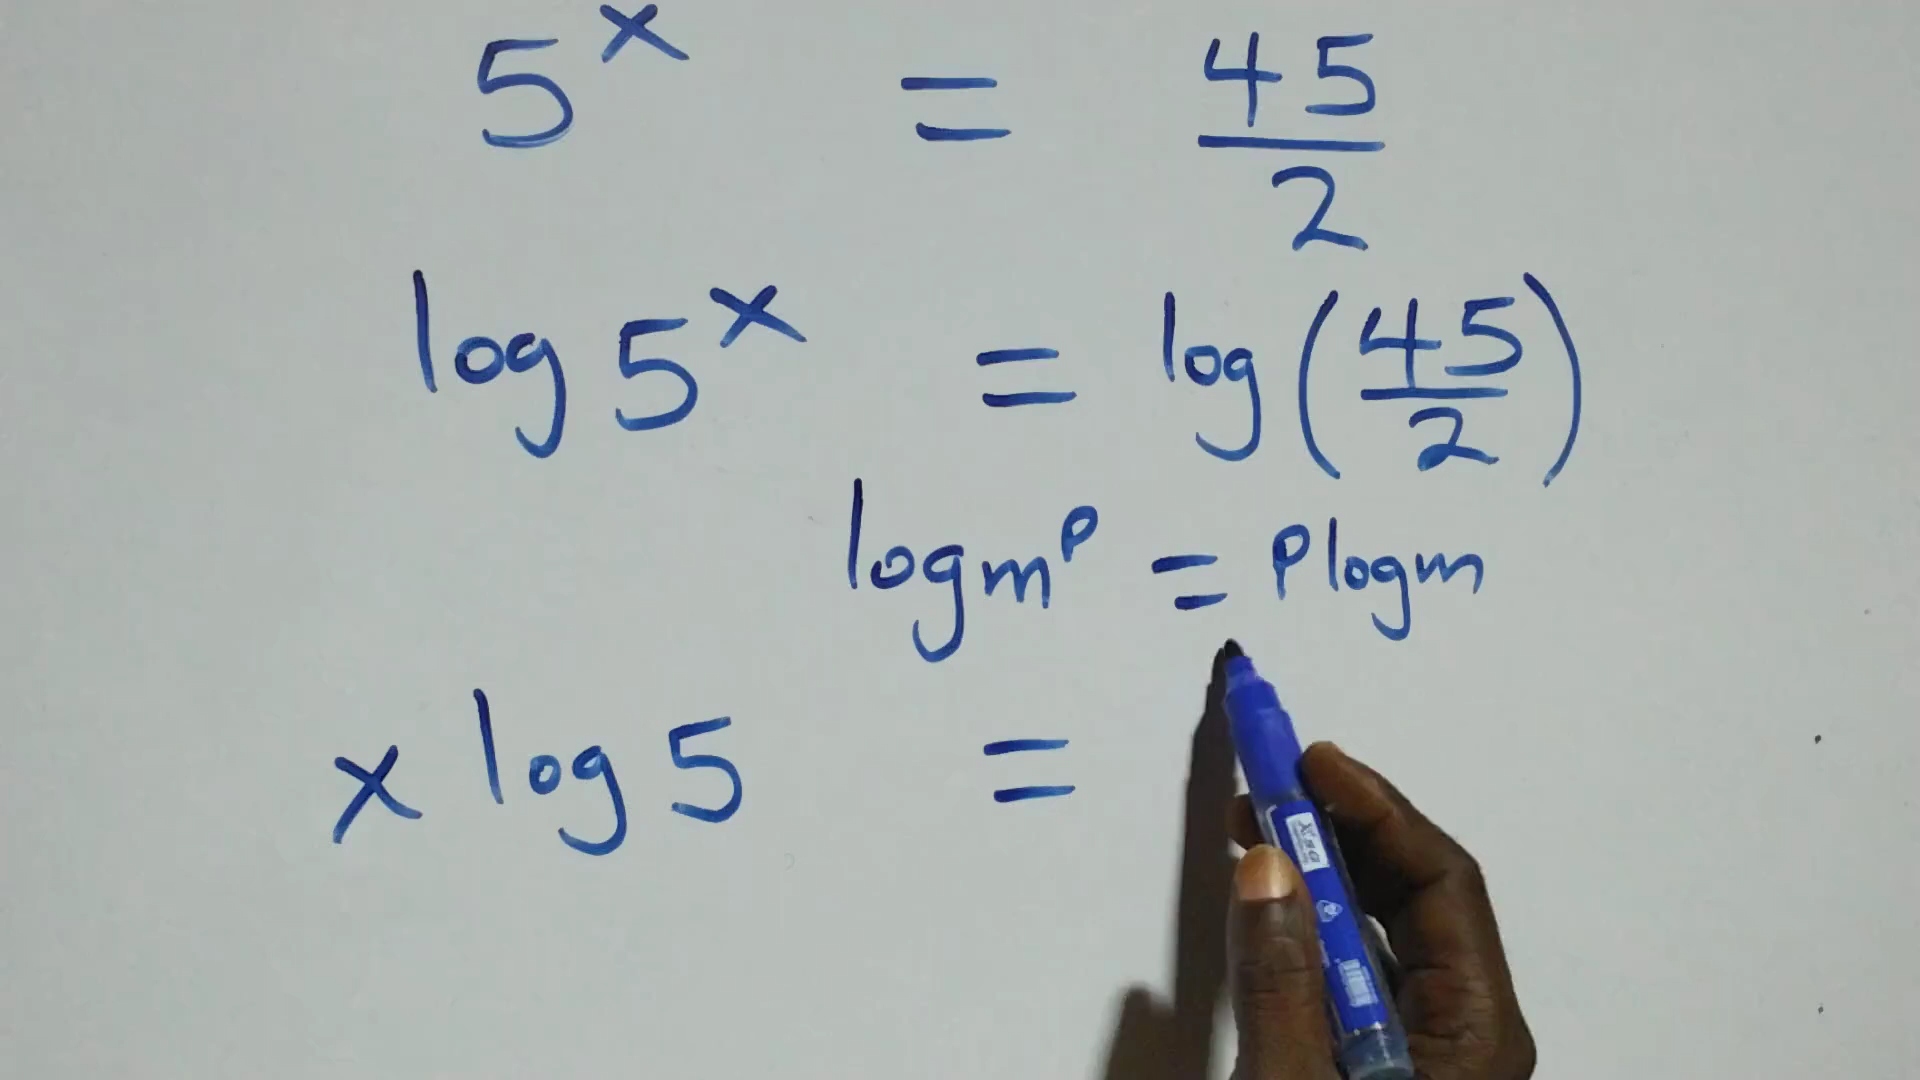 5^x = 45/2
log 5^x = log(45/2)
log m^p = p log m
x log 5 =